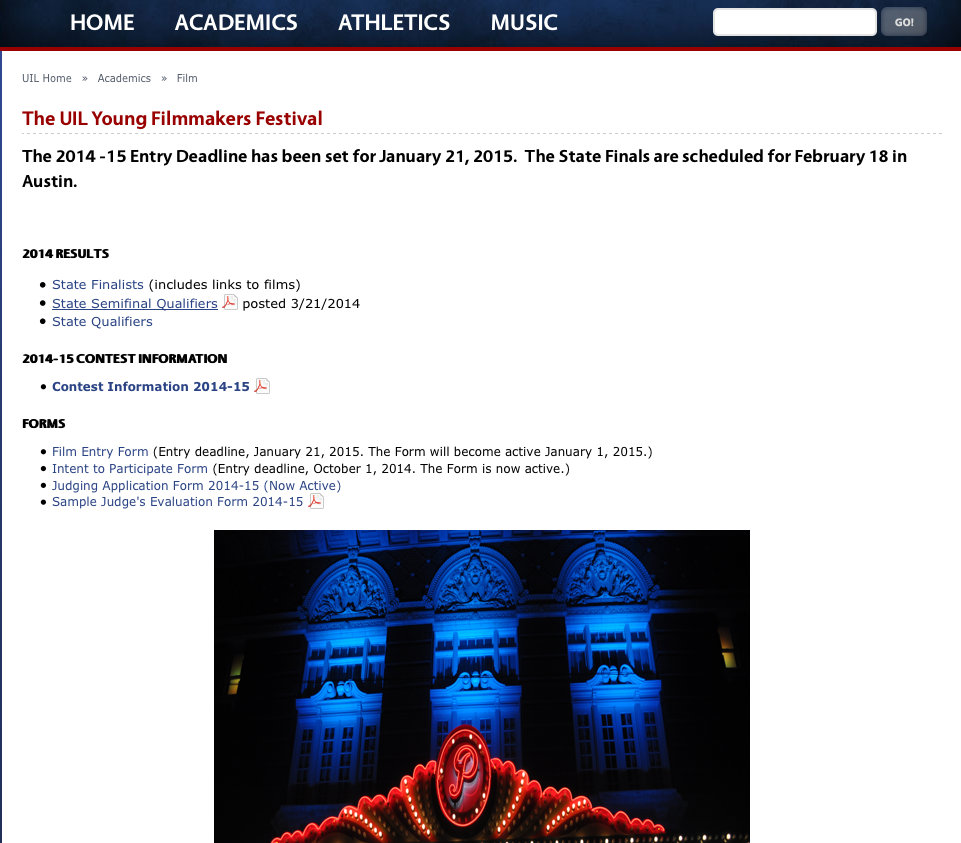 HOME ACADEMICS ATHLETICS MUSIC GO!
UIL Home » Academics » Film
The UIL Young Filmmakers Festival
The 2014 -15 Entry Deadline has been set for January 21, 2015.  The State Finals are scheduled for February 18 in
Austin.
2014 RESULTS
State Finalists (includes links to films)
State Semifinal Qualifiers posted 3/21/2014
State Qualifiers
2014-15 CONTEST INFORMATION
Contest Information 2014-15
FORMS
Film Entry Form (Entry deadline, January 21, 2015. The Form will become active January 1, 2015.)
Intent to Participate Form (Entry deadline, October 1, 2014. The Form is now active.)
Judging Application Form 2014-15 (Now Active)
Sample Judge's Evaluation Form 2014-15
P